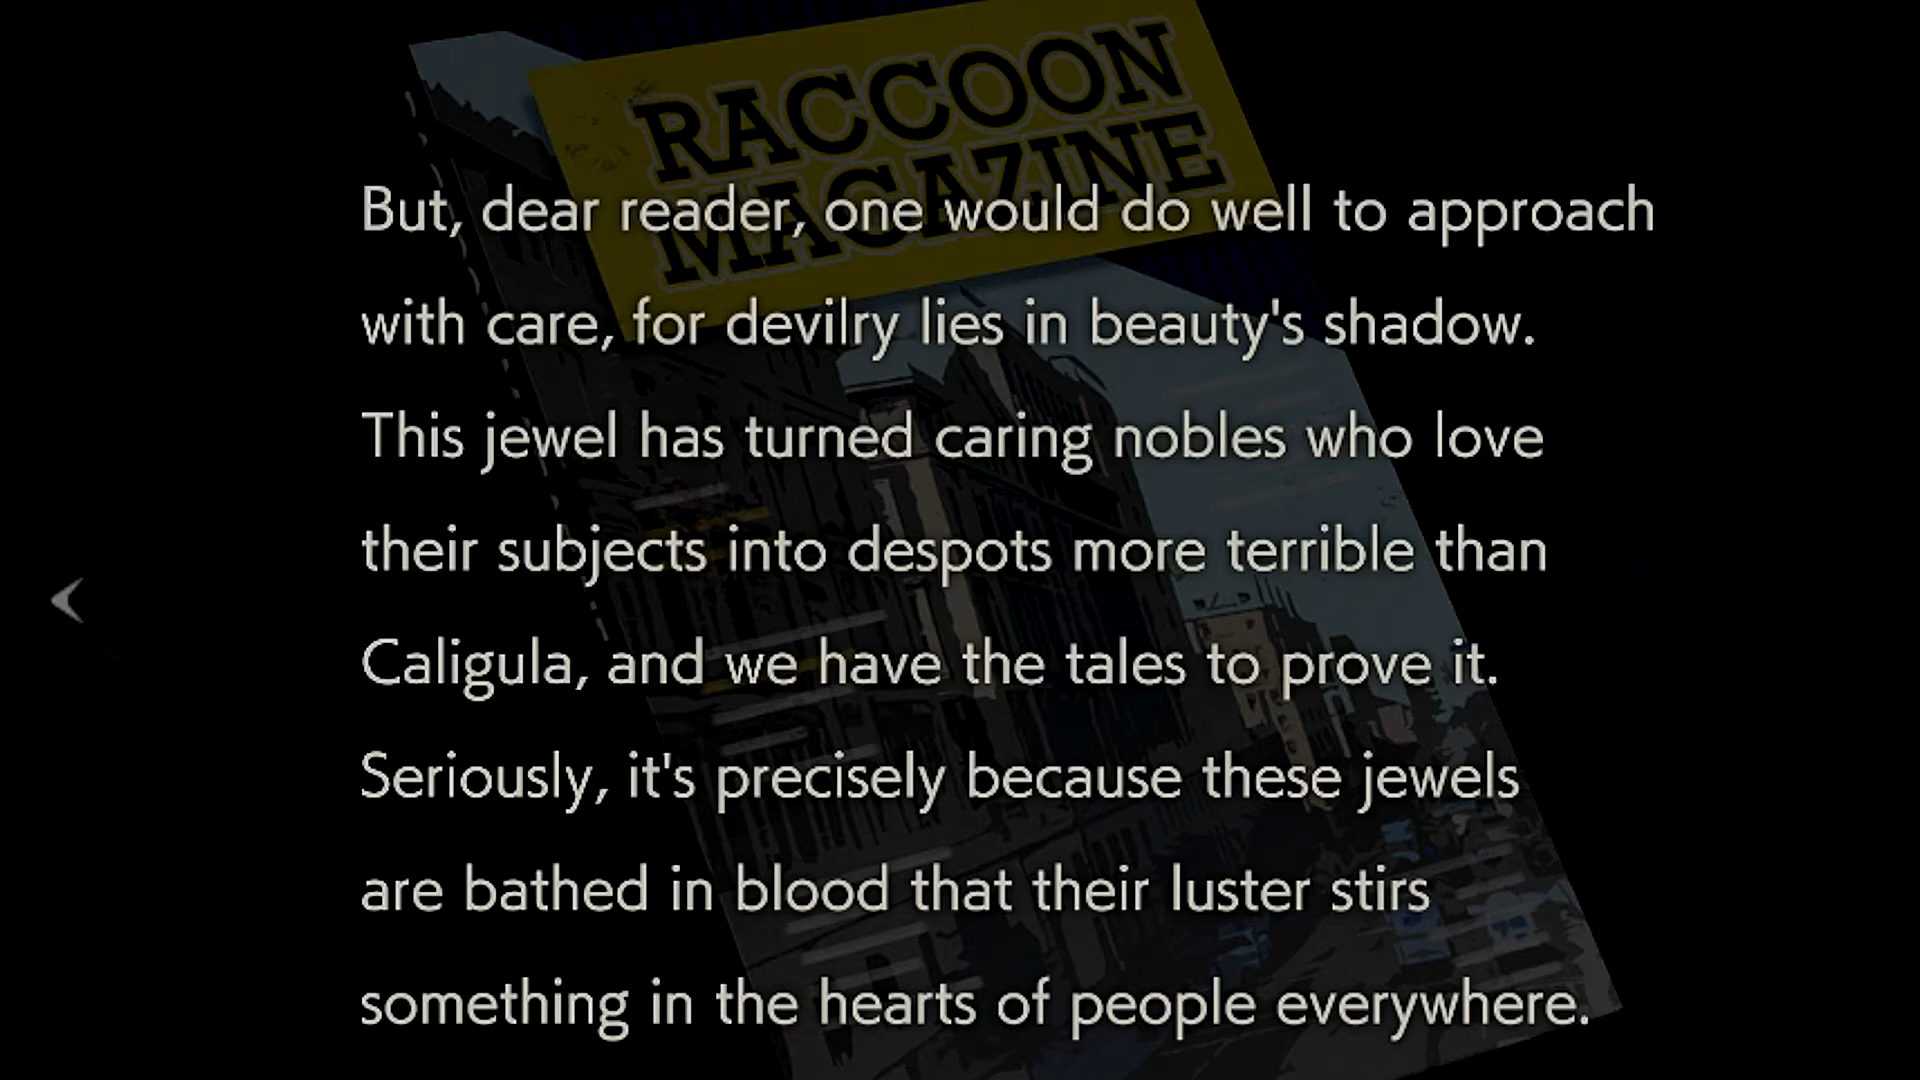 RACCOON
MAGAZINE
But, dear reader, one would do well to approach
with care, for devilry lies in beauty's shadow.
This jewel has turned caring nobles who love
their subjects into despots more terrible than
Caligula, and we have the tales to prove it.
Seriously, it's precisely because these jewels
are bathed in blood that their luster stirs
something in the hearts of people everywhere.